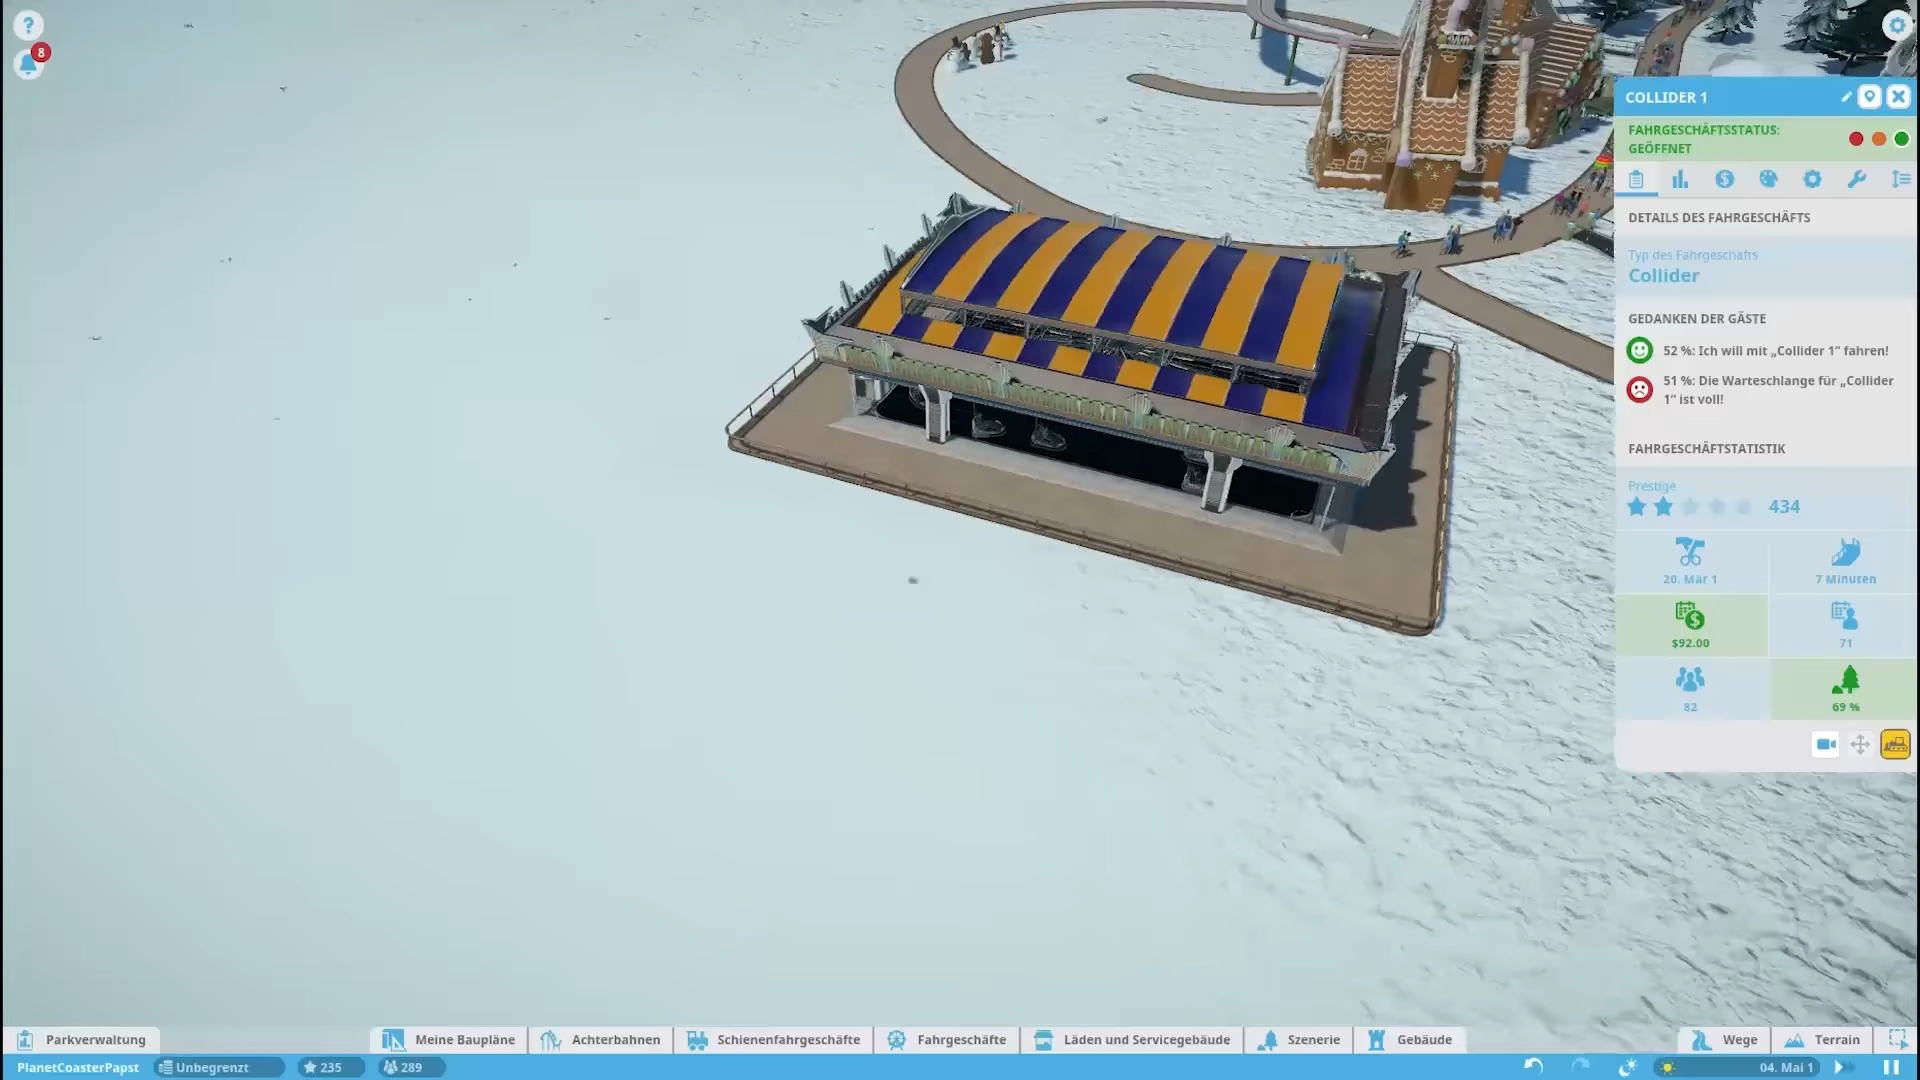 ?
8
COLLIDER 1
FAHRGESCHÄFTSSTATUS:
GEÖFFNET
DETAILS DES FAHRGESCHÄFTS
Typ des Fahrgeschäfts
Collider
GEDANKEN DER GÄSTE
52 %: Ich will mit „Collider 1“ fahren!
51 %: Die Warteschlange für „Collider
1“ ist voll!
FAHRGESCHÄFTSTATISTIK
Prestige
434
20. Mär 1
7 Minuten
$92.00
71
82
69 %
Parkverwaltung
Meine Baupläne
Achterbahnen
Schienenfahrgeschäfte
Fahrgeschäfte
Läden und Servicegebäude
Szenerie
Gebäude
Wege
Terrain
PlanetCoasterPapst
Unbegrenzt
235
289
04. Mai 1